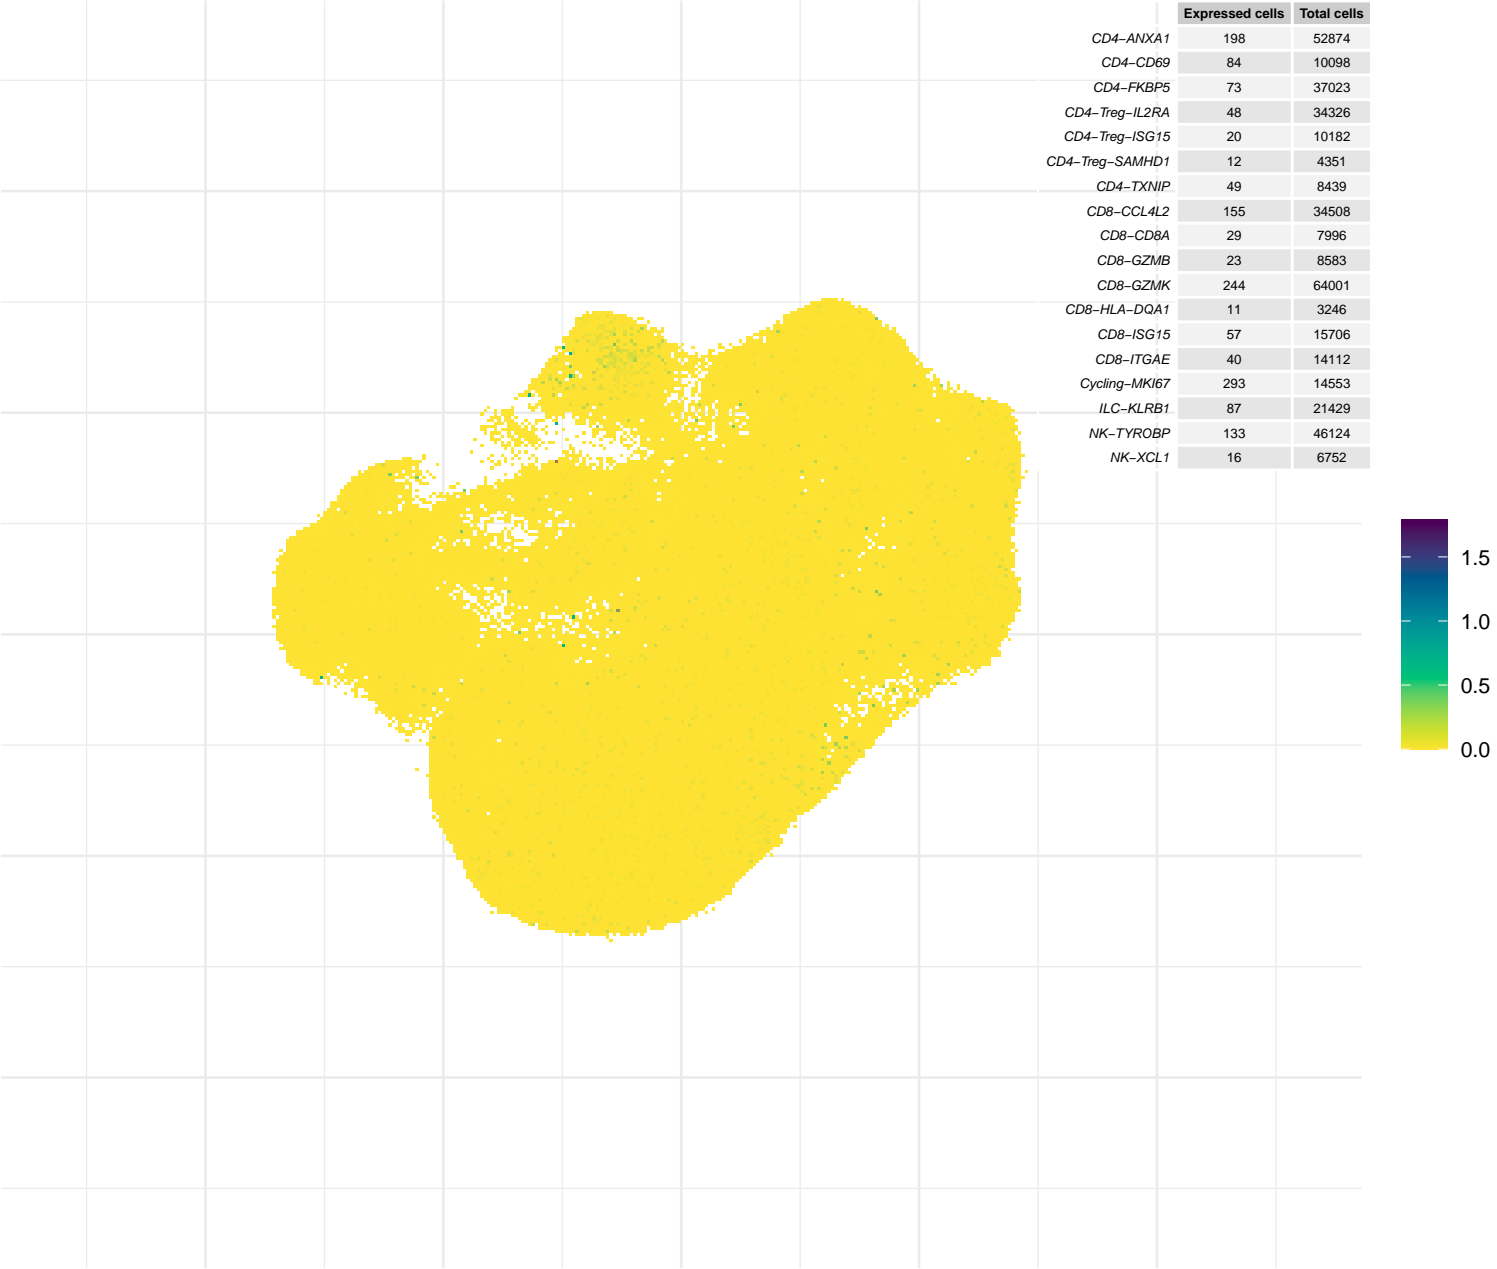 Expressed cells Total cells
CD4−ANXA1 198 52874
CD4−CD69 84 10098
CD4−FKBP5 73 37023
CD4−Treg−IL2RA 48 34326
CD4−Treg−ISG15 20 10182
CD4−Treg−SAMHD1 12 4351
CD4−TXNIP 49 8439
CD8−CCL4L2 155 34508
CD8−CD8A 29 7996
CD8−GZMB 23 8583
CD8−GZMK 244 64001
CD8−HLA−DQA1 11 3246
CD8−ISG15 57 15706
CD8−ITGAE 40 14112
Cycling−MKI67 293 14553
ILC−KLRB1 87 21429
NK−TYROBP 133 46124
NK−XCL1 16 6752
1.5
1.0
0.5
0.0